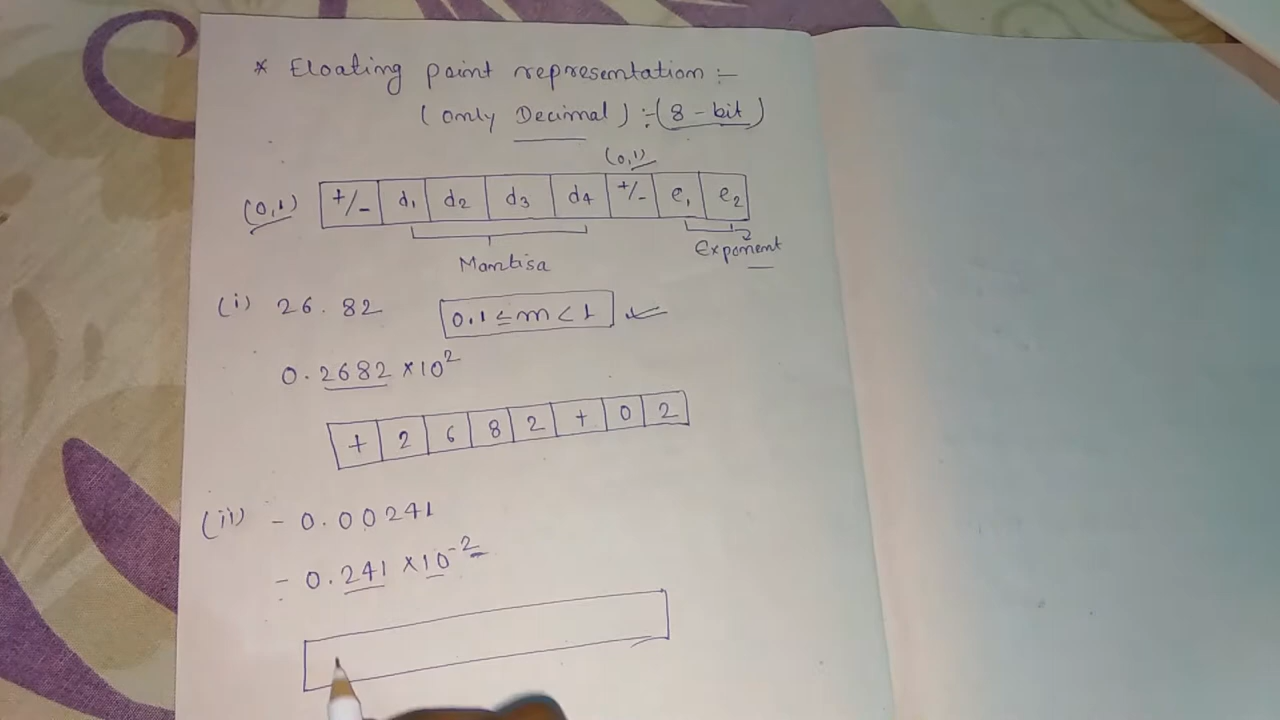 * Floating point representation :-
(only Decimal) :- (8-bit)
(0,1)
(0,1) +/- d1 d2 d3 d4 +/- e1 e2
Mantisa Exponent
(i) 26.82 0.1 ≤ m < 1
0.2682 × 10²
+ 2 6 8 2 + 0 2
(ii) - 0.00241
- 0.241 × 10⁻²